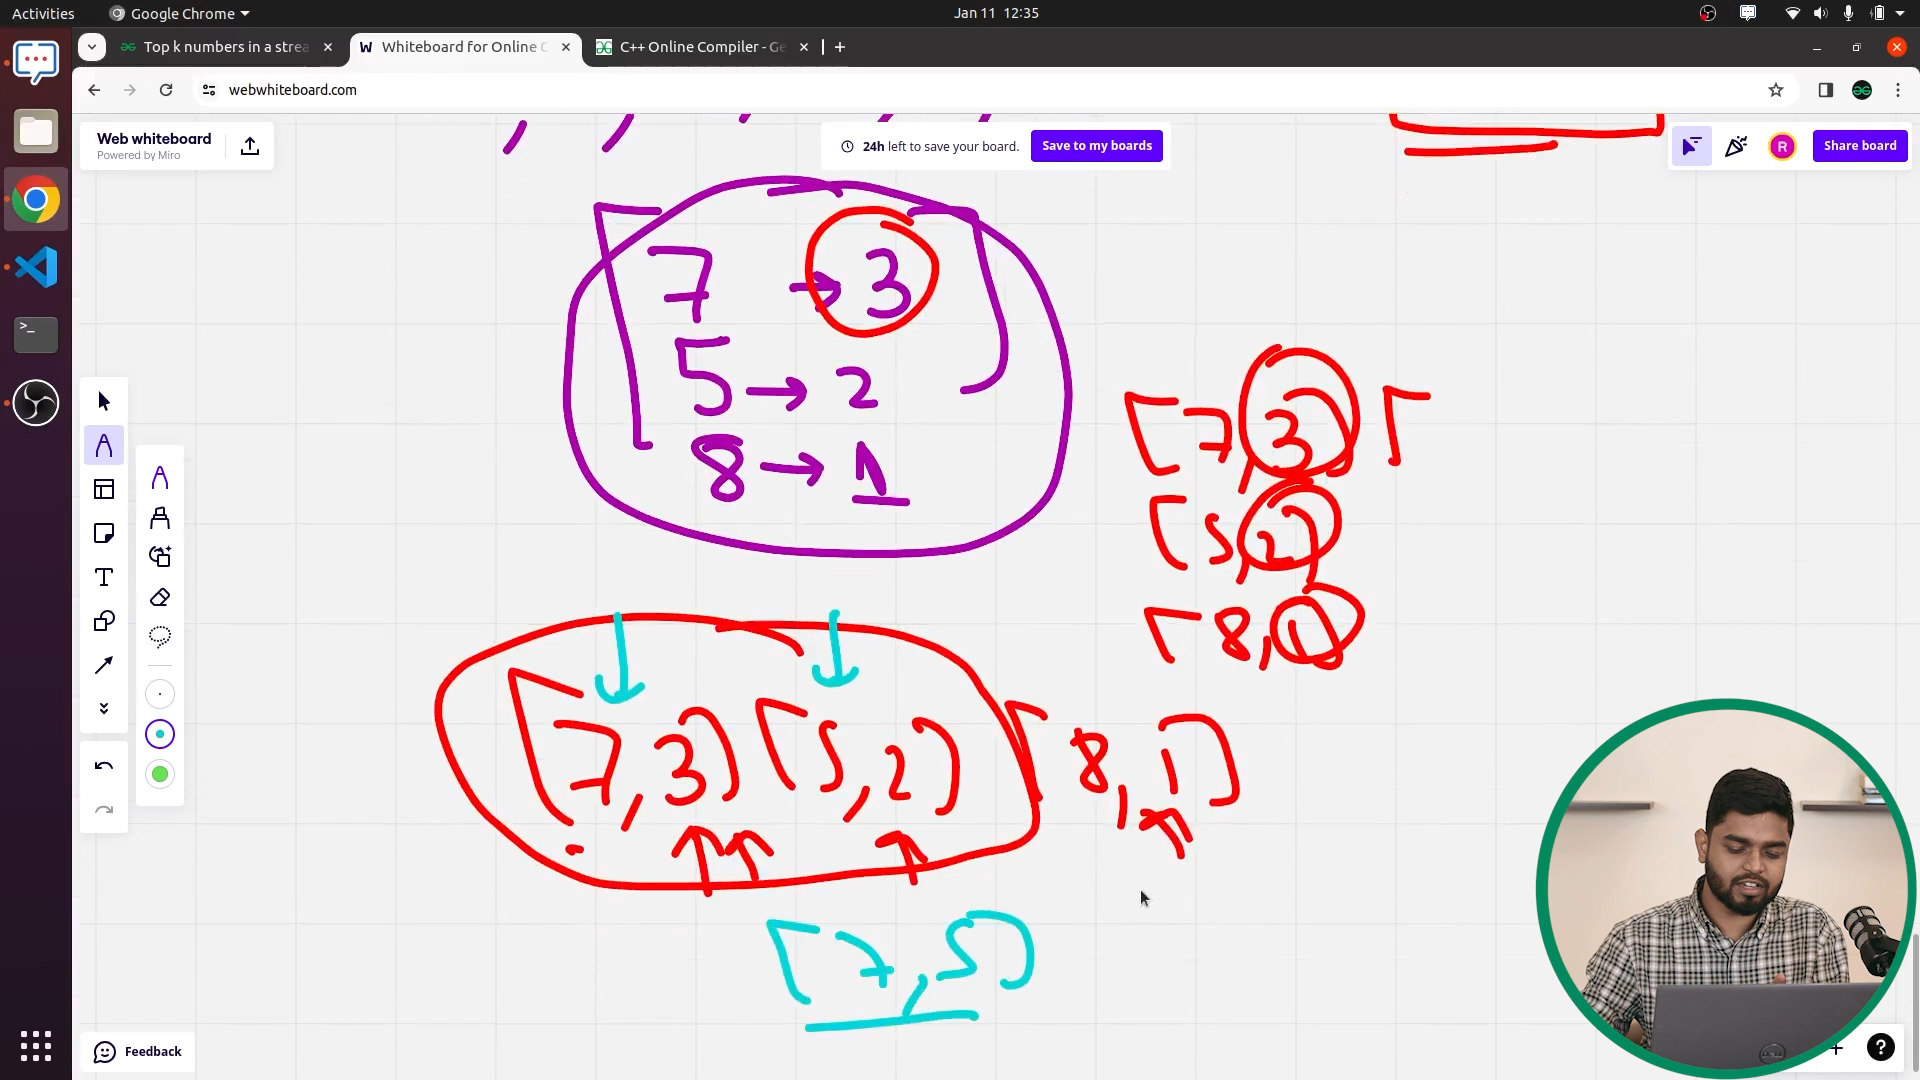 Activities
Google Chrome
Jan 11 12:35
Top k numbers in a strea
Whiteboard for Online C
C++ Online Compiler - Ge
webwhiteboard.com
Web whiteboard
Powered by Miro
24h left to save your board.
Save to my boards
R
Share board
7 → 3
5 → 2
8 → 1
[7, 3] [
[5, 2]
[8, 1]
[7, 3] [5, 2] [8, 1]
[7, 5]
Feedback
?